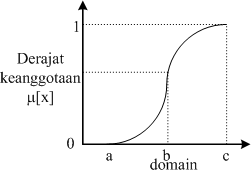 1
Derajat
keanggotaan
μ[x]
0
a b c
domain